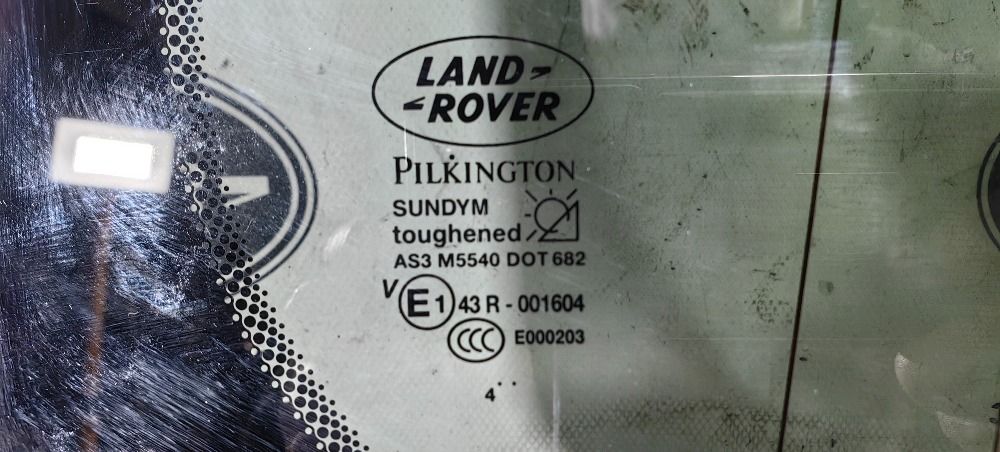 LAND
ROVER
PILKINGTON
SUNDYM
toughened
AS3 M5540 DOT 682
V E1 43 R - 001604
CCC E000203
4